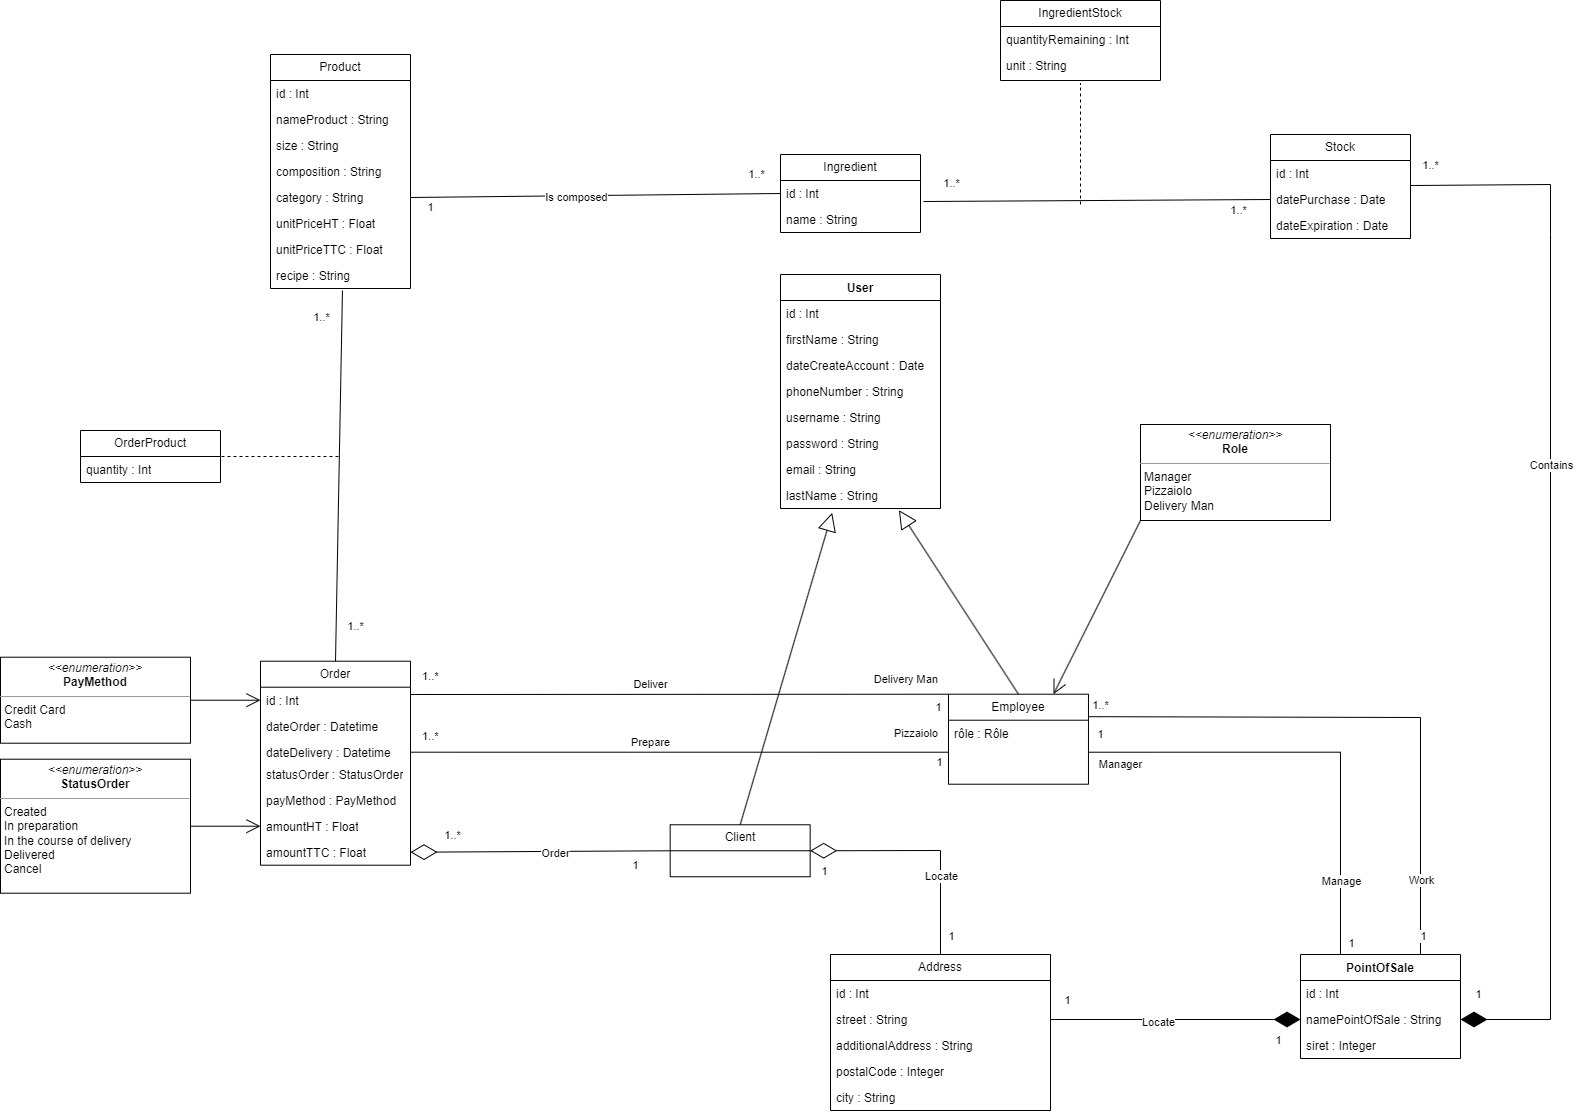 IngredientStock
quantityRemaining : Int
unit : String
Product
id : Int
nameProduct : String
size : String
composition : String
category : String
unitPriceHT : Float
unitPriceTTC : Float
recipe : String
1
Is composed
1..*
Ingredient
id : Int
name : String
1..*
1..*
Stock
id : Int
datePurchase : Date
dateExpiration : Date
1..*
Contains
1..*
OrderProduct
quantity : Int
1..*
User
id : Int
firstName : String
dateCreateAccount : Date
phoneNumber : String
username : String
password : String
email : String
lastName : String
<<enumeration>>
Role
Manager
Pizzaiolo
Delivery Man
<<enumeration>>
PayMethod
Credit Card
Cash
<<enumeration>>
StatusOrder
Created
In preparation
In the course of delivery
Delivered
Cancel
Order
id : Int
dateOrder : Datetime
dateDelivery : Datetime
statusOrder : StatusOrder
payMethod : PayMethod
amountHT : Float
amountTTC : Float
1..*
Deliver
Delivery Man
1
1..*
Prepare
Pizzaiolo
1
1..*
Order
1
Employee
rôle : Rôle
1..*
1
Manager
Client
1
Locate
1
Manage
1
Work
1
Address
id : Int
street : String
additionalAddress : String
postalCode : Integer
city : String
1
Locate
1
PointOfSale
id : Int
namePointOfSale : String
siret : Integer
1